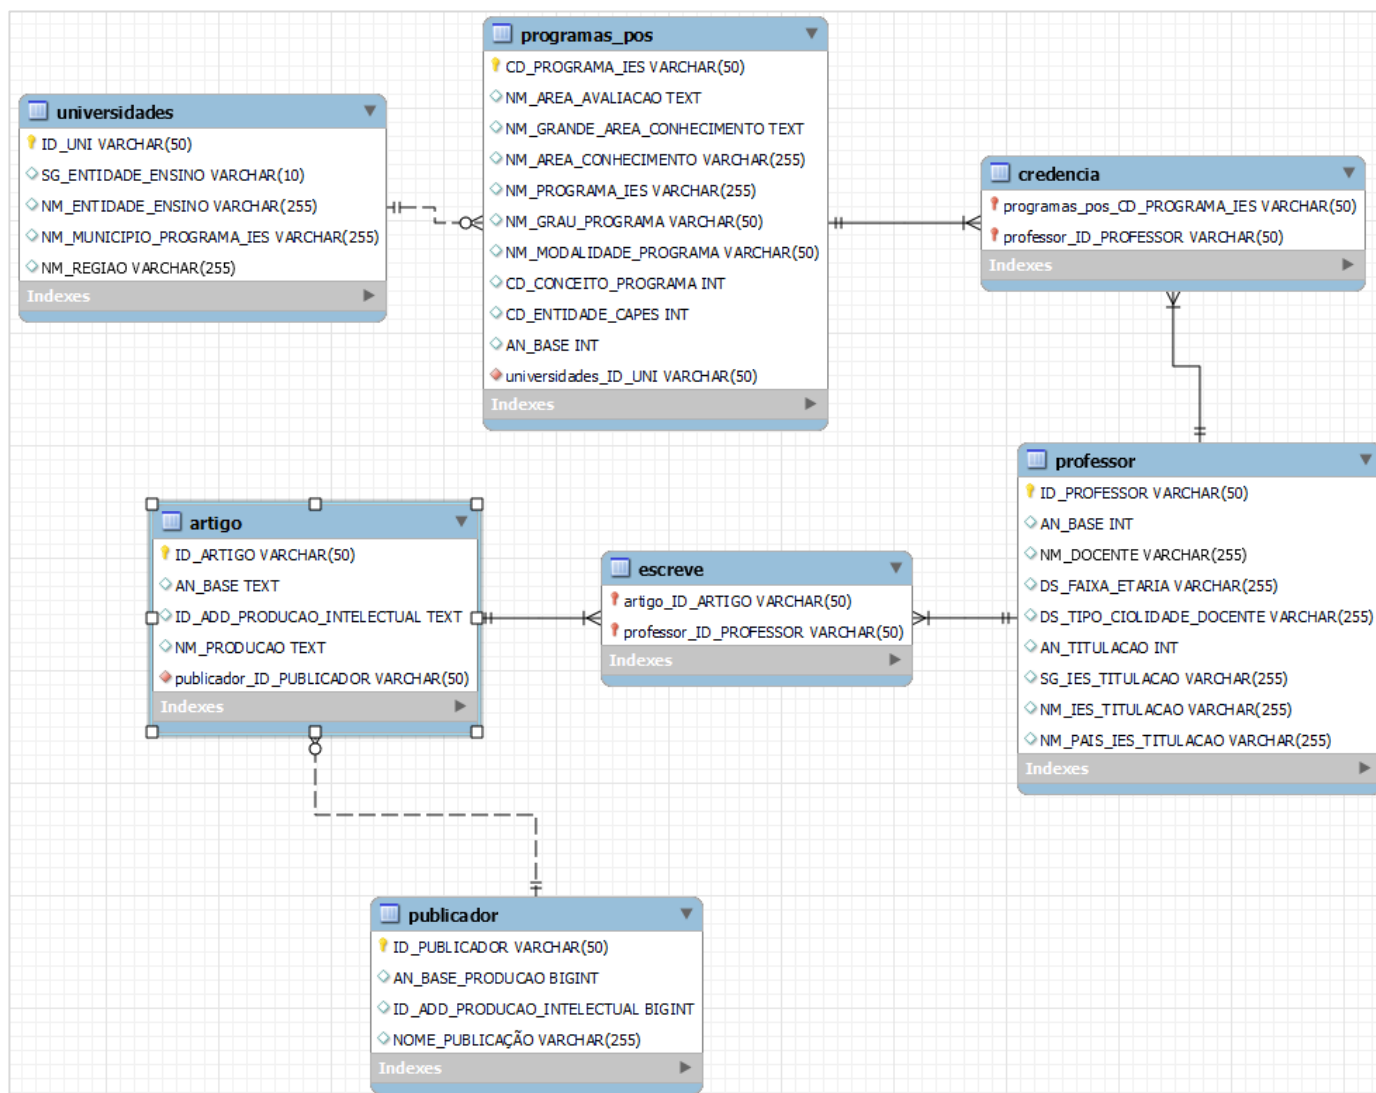 universidades
ID_UNI VARCHAR(50)
SG_ENTIDADE_ENSINO VARCHAR(10)
NM_ENTIDADE_ENSINO VARCHAR(255)
NM_MUNICIPIO_PROGRAMA_IES VARCHAR(255)
NM_REGIAO VARCHAR(255)
Indexes
programas_pos
CD_PROGRAMA_IES VARCHAR(50)
NM_AREA_AVALIACAO TEXT
NM_GRANDE_AREA_CONHECIMENTO TEXT
NM_AREA_CONHECIMENTO VARCHAR(255)
NM_PROGRAMA_IES VARCHAR(255)
NM_GRAU_PROGRAMA VARCHAR(50)
NM_MODALIDADE_PROGRAMA VARCHAR(50)
CD_CONCEITO_PROGRAMA INT
CD_ENTIDADE_CAPES INT
AN_BASE INT
universidades_ID_UNI VARCHAR(50)
Indexes
credencia
programas_pos_CD_PROGRAMA_IES VARCHAR(50)
professor_ID_PROFESSOR VARCHAR(50)
Indexes
artigo
ID_ARTIGO VARCHAR(50)
AN_BASE TEXT
ID_ADD_PRODUCAO_INTELECTUAL TEXT
NM_PRODUCAO TEXT
publicador_ID_PUBLICADOR VARCHAR(50)
Indexes
escreve
artigo_ID_ARTIGO VARCHAR(50)
professor_ID_PROFESSOR VARCHAR(50)
Indexes
professor
ID_PROFESSOR VARCHAR(50)
AN_BASE INT
NM_DOCENTE VARCHAR(255)
DS_FAIXA_ETARIA VARCHAR(255)
DS_TIPO_CIOLIDADE_DOCENTE VARCHAR(255)
AN_TITULACAO INT
SG_IES_TITULACAO VARCHAR(255)
NM_IES_TITULACAO VARCHAR(255)
NM_PAIS_IES_TITULACAO VARCHAR(255)
Indexes
publicador
ID_PUBLICADOR VARCHAR(50)
AN_BASE_PRODUCAO BIGINT
ID_ADD_PRODUCAO_INTELECTUAL BIGINT
NOME_PUBLICAÇÃO VARCHAR(255)
Indexes